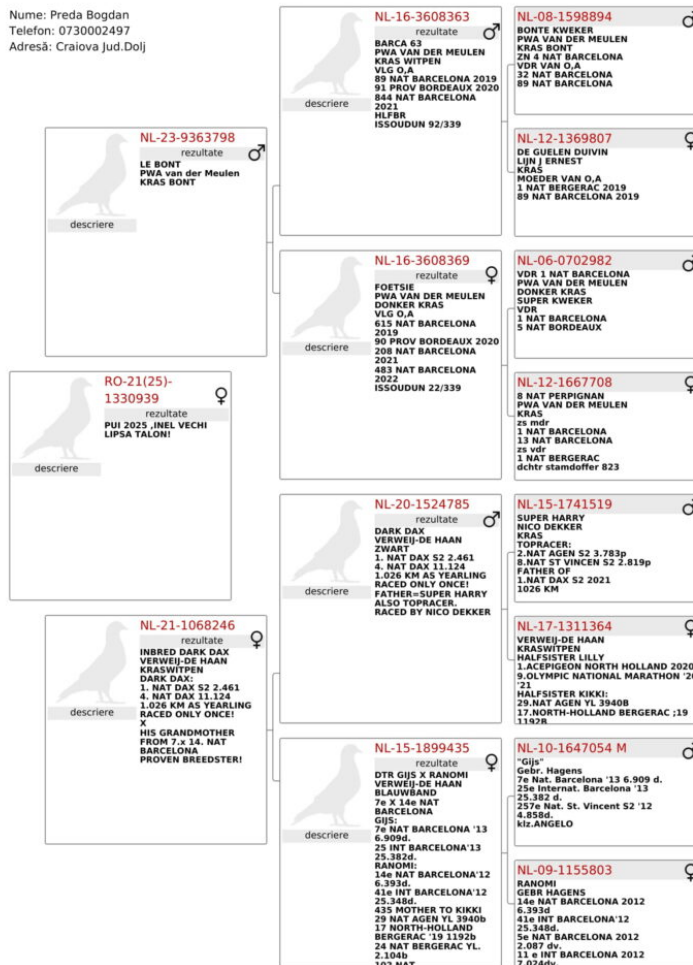 Nume: Preda Bogdan
Telefon: 0730002497
Adresă: Craiova Jud.Dolj
NL-23-9363798
rezultate
LE BONT
PWA van der Meulen
KRAS BONT
descriere
RO-21(25)-
1330939
rezultate
PUI 2025 ,INEL VECHI
LIPSA TALON!
descriere
NL-21-1068246
rezultate
INBRED DARK DAX
VERWEIJ-DE HAAN
KRASWITPEN
DARK DAX:
1. NAT DAX S2 2.461
4. NAT DAX 11.124
1.026 KM AS YEARLING
RACED ONLY ONCE!
X
HIS GRANDMOTHER
FROM 7.x 14. NAT
BARCELONA
PROVEN BREEDSTER!
descriere
NL-16-3608363
rezultate
BARCA 63
PWA VAN DER MEULEN
KRAS WITPEN
VLG O,A
89 NAT BARCELONA 2019
91 PROV BORDEAUX 2020
844 NAT BARCELONA
2021
HLFBR
ISSOUDUN 92/339
descriere
NL-16-3608369
rezultate
FOETSIE
PWA VAN DER MEULEN
DONKER KRAS
VLG O,A
615 NAT BARCELONA
2019
90 PROV BORDEAUX 2020
208 NAT BARCELONA
2021
483 NAT BARCELONA
2022
ISSOUDUN 22/339
descriere
NL-20-1524785
rezultate
DARK DAX
VERWEIJ-DE HAAN
ZWART
1. NAT DAX S2 2.461
4. NAT DAX 11.124
1.026 KM AS YEARLING
RACED ONLY ONCE!
FATHER=SUPER HARRY
ALSO TOPRACER.
RACED BY NICO DEKKER
descriere
NL-15-1899435
rezultate
DTR GIJS X RANOMI
VERWEIJ-DE HAAN
BLAUWBAND
7e X 14e NAT
BARCELONA
GIJS:
7e NAT BARCELONA '13
6.909d.
25 INT BARCELONA'13
25.382d.
RANOMI:
14e NAT BARCELONA'12
6.393d.
41e INT BARCELONA'12
25.348d.
435 MOTHER TO KIKKI
29 NAT AGEN YL 3940b
17 NORTH-HOLLAND
BERGERAC '19 1192b
24 NAT BERGERAC YL.
2.104b
102 NAT
descriere
NL-08-1598894
BONTE KWEKER
PWA VAN DER MEULEN
KRAS BONT
ZN 4 NAT BARCELONA
VDR VAN O,A
32 NAT BARCELONA
89 NAT BARCELONA
NL-12-1369807
DE GUELEN DUIVIN
LIJN J ERNEST
KRAS
MOEDER VAN O,A
1 NAT BERGERAC 2019
89 NAT BARCELONA 2019
NL-06-0702982
VDR 1 NAT BARCELONA
PWA VAN DER MEULEN
DONKER KRAS
SUPER KWEKER
VDR
1 NAT BARCELONA
5 NAT BORDEAUX
NL-12-1667708
8 NAT PERPIGNAN
PWA VAN DER MEULEN
KRAS
zs mdr
1 NAT BARCELONA
13 NAT BARCELONA
zs vdr
1 NAT BERGERAC
dchtr stamdoffer 823
NL-15-1741519
SUPER HARRY
NICO DEKKER
KRAS
TOPRACER:
2.NAT AGEN S2 3.783p
8.NAT ST VINCEN S2 2.819p
FATHER OF
1.NAT DAX S2 2021
1026 KM
NL-17-1311364
VERWEIJ-DE HAAN
KRASWITPEN
HALFSISTER LILLY
1.ACEPIGEON NORTH HOLLAND 2020
9.OLYMPIC NATIONAL MARATHON
'21
HALFSISTER KIKKI:
29.NAT AGEN YL 3940B
17.NORTH-HOLLAND BERGERAC ;19
1192B
NL-10-1647054 M
"Gijs"
Gebr. Hagens
7e Nat. Barcelona '13 6.909 d.
25e Internat. Barcelona '13
25.382 d.
257e Nat. St. Vincent S2 '12
4.858d.
klz.ANGELO
NL-09-1155803
RANOMI
GEBR HAGENS
14e NAT BARCELONA 2012
6.393d
41e INT BARCELONA'12
25.348d.
5e NAT BARCELONA 2012
2.087 dv.
11 e INT BARCELONA 2012
7.024dv.